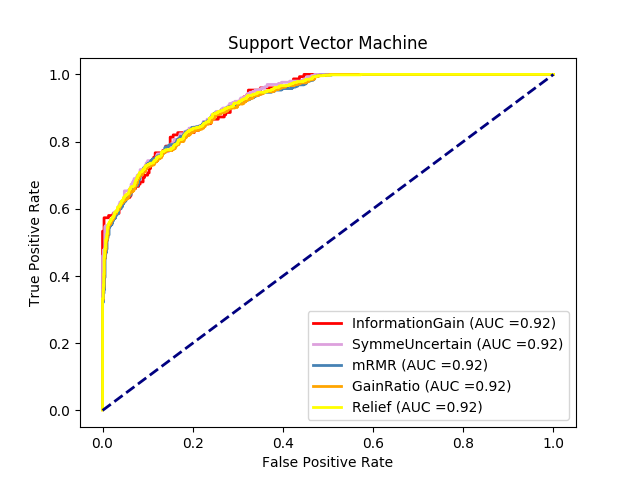 Support Vector Machine
True Positive Rate
1.0
0.8
0.6
0.4
0.2
0.0
InformationGain (AUC =0.92)
SymmeUncertain (AUC =0.92)
mRMR (AUC =0.92)
GainRatio (AUC =0.92)
Relief (AUC =0.92)
0.0 0.2 0.4 0.6 0.8 1.0
False Positive Rate